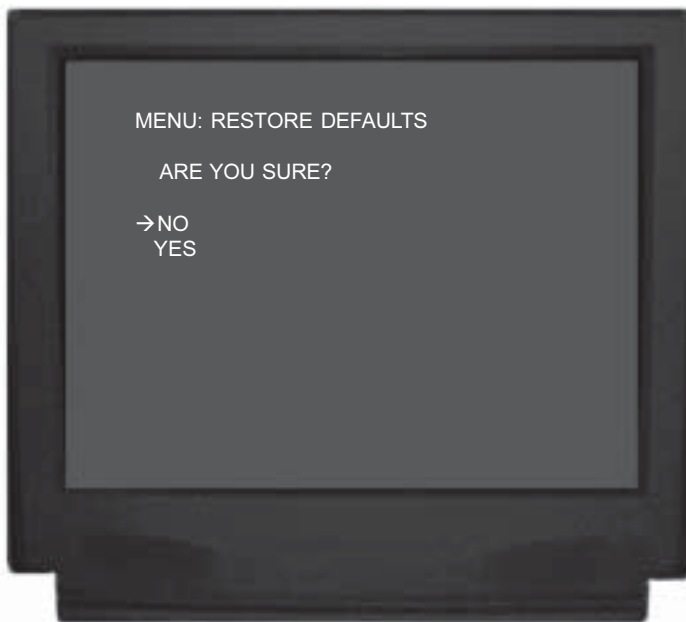 MENU: RESTORE DEFAULTS
ARE YOU SURE?
→NO
YES